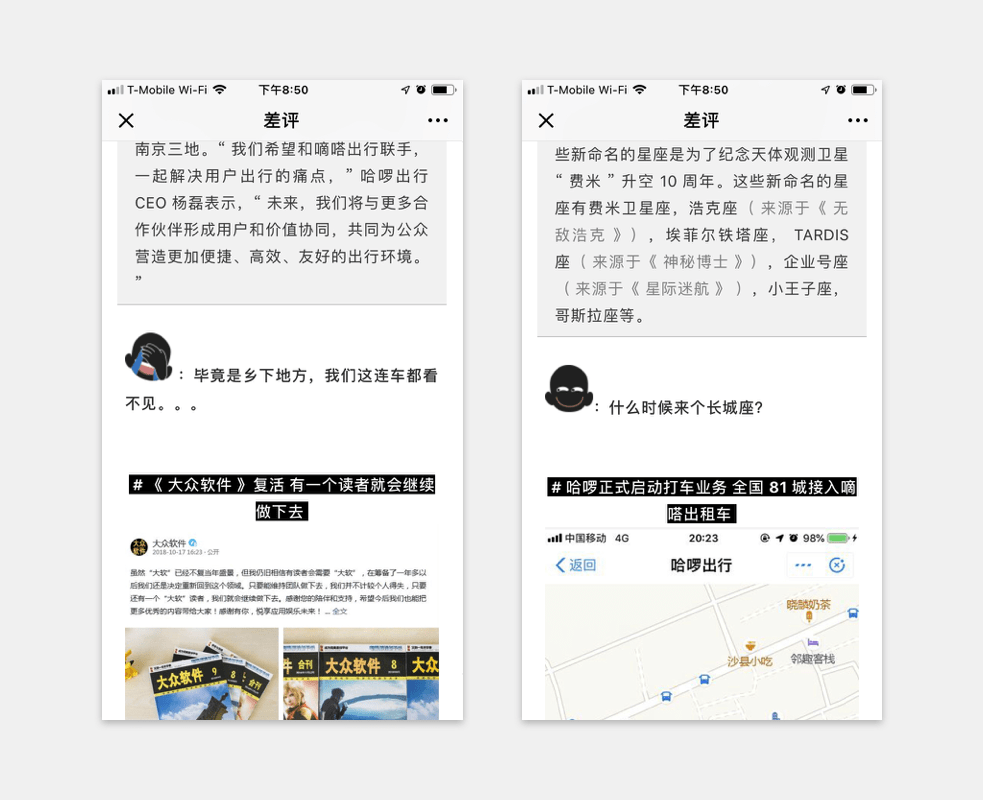 T-Mobile Wi-Fi 下午8:50
差评
南京三地。“ 我们希望和嘀嗒出行联手，
一起解决用户出行的痛点，” 哈啰出行
CEO 杨磊表示，“ 未来，我们将与更多合
作伙伴形成用户和价值协同，共同为公众
营造更加便捷、高效、友好的出行环境。
”
：毕竟是乡下地方，我们这连车都看
不见。。。
# 《 大众软件 》复活 有一个读者就会继续
做下去
大众软件
2018-10-17 16:23 · 公开
虽然“大软”已经不复当年盛景，但我仍旧相信有读者会需要“大软”，在筹备了一年多以
后我们还是决定重新回到这个领域。只要能维持团队做下去，我们并不计较个人得失，只要
还有一个“大软”读者，我们就会继续做下去。感谢您的陪伴和支持，希望今后我们也能把
更多优秀的内容带给大家！感谢有你，悦享应用娱乐未来！ ... 全文
大众软件 9 8 合刊
合刊 大众软件 8 大众
T-Mobile Wi-Fi 下午8:50
差评
些新命名的星座是为了纪念天体观测卫星
“ 费米 ” 升空 10 周年。这些新命名的星
座有费米卫星座，浩克座（ 来源于《 无
敌浩克 》），埃菲尔铁塔座， TARDIS
座（ 来源于《 神秘博士 》），企业号座
（ 来源于《 星际迷航 》 ），小王子座，
哥斯拉座等。
：什么时候来个长城座?
# 哈啰正式启动打车业务 全国 81 城接入嘀
嗒出租车
中国移动 4G 20:23 98%
返回 哈啰出行
晓麟奶茶
沙县小吃 邻趣客栈